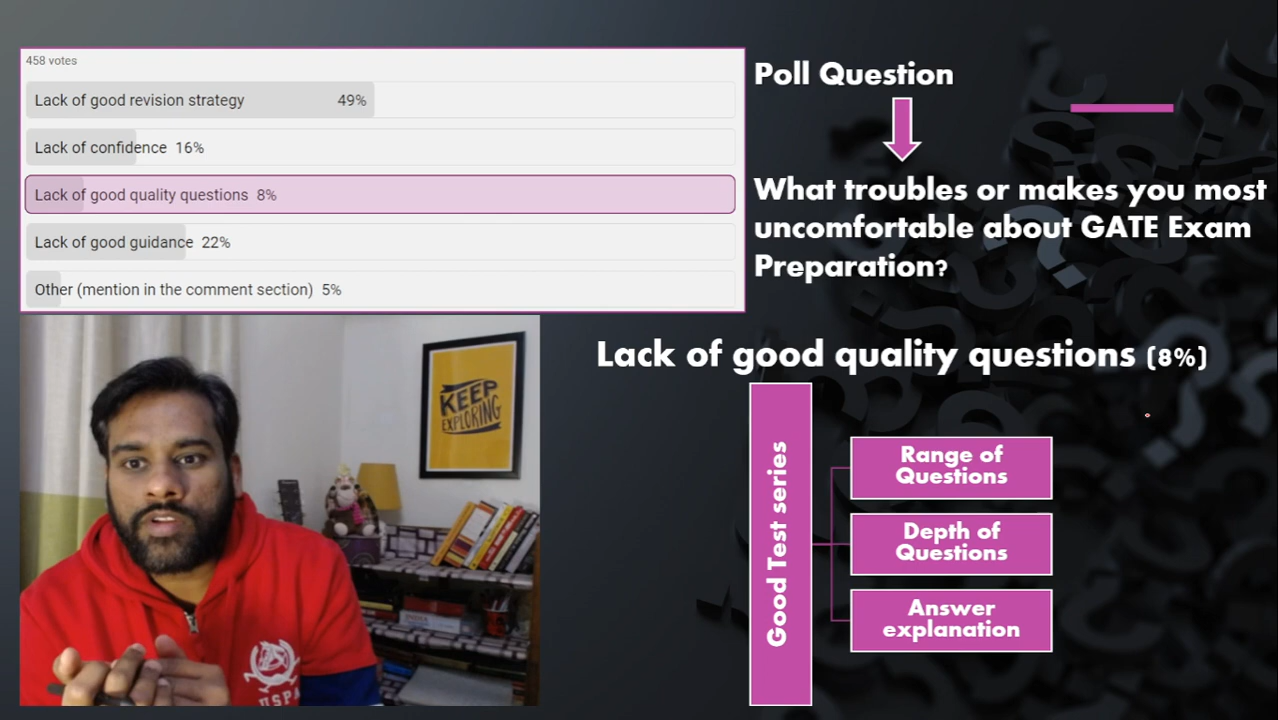 458 votes
Lack of good revision strategy 49%
Lack of confidence 16%
Lack of good quality questions 8%
Lack of good guidance 22%
Other (mention in the comment section) 5%
Poll Question
What troubles or makes you most
uncomfortable about GATE Exam
Preparation?
Lack of good quality questions (8%)
Good Test series
Range of
Questions
Depth of
Questions
Answer
explanation
KEEP
EXPLORING
USPA